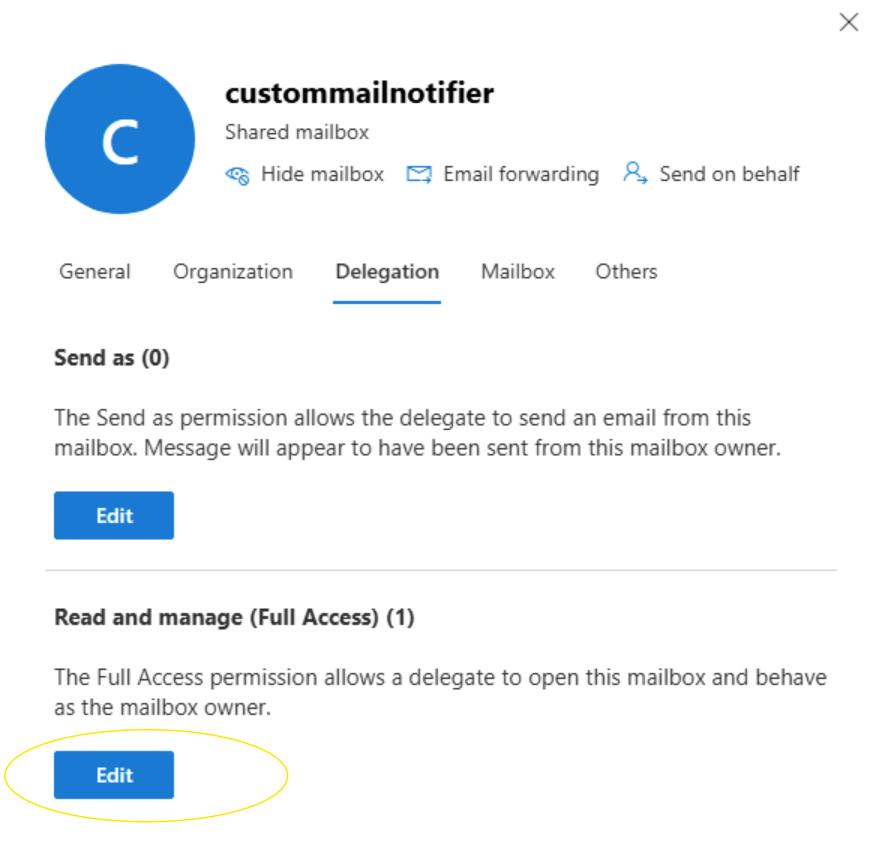 C
custommailnotifier
Shared mailbox
Hide mailbox Email forwarding Send on behalf
General Organization Delegation Mailbox Others
Send as (0)
The Send as permission allows the delegate to send an email from this
mailbox. Message will appear to have been sent from this mailbox owner.
Edit
Read and manage (Full Access) (1)
The Full Access permission allows a delegate to open this mailbox and behave
as the mailbox owner.
Edit